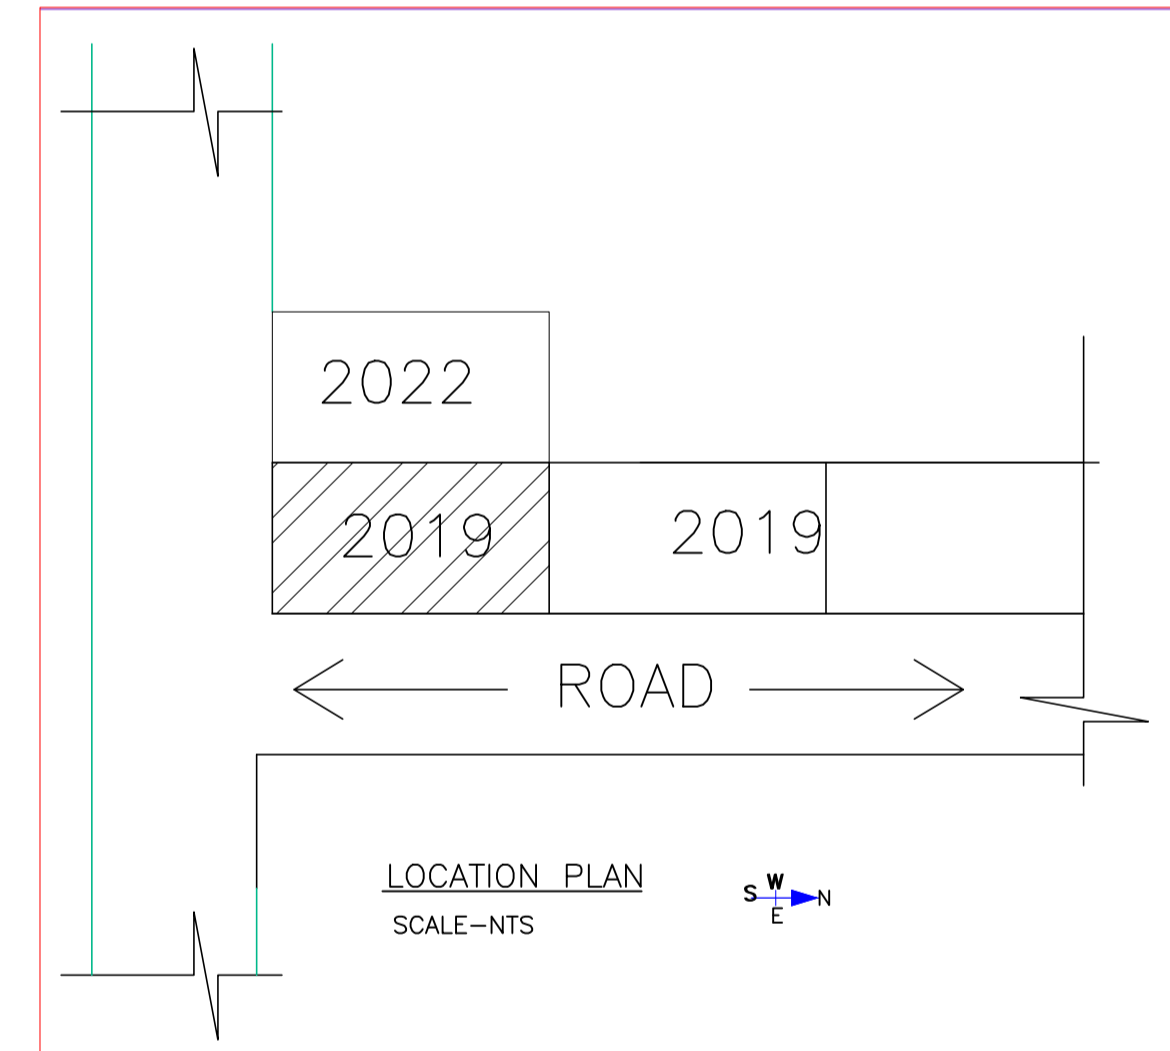 2022
2019 2019
ROAD
LOCATION PLAN
SCALE-NTS
W
S N
E